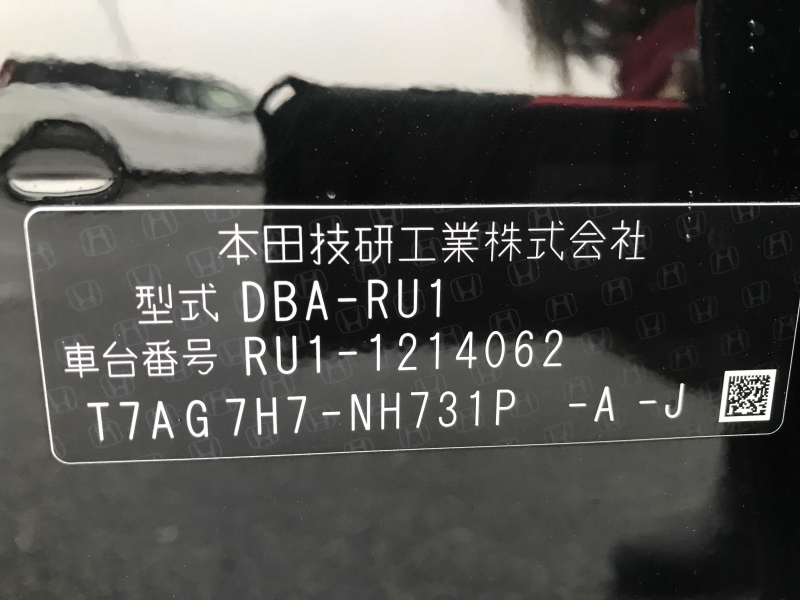 本田技研工業株式会社
型式 DBA-RU1
車台番号 RU1-1214062
T7AG7H7-NH731P -A -J